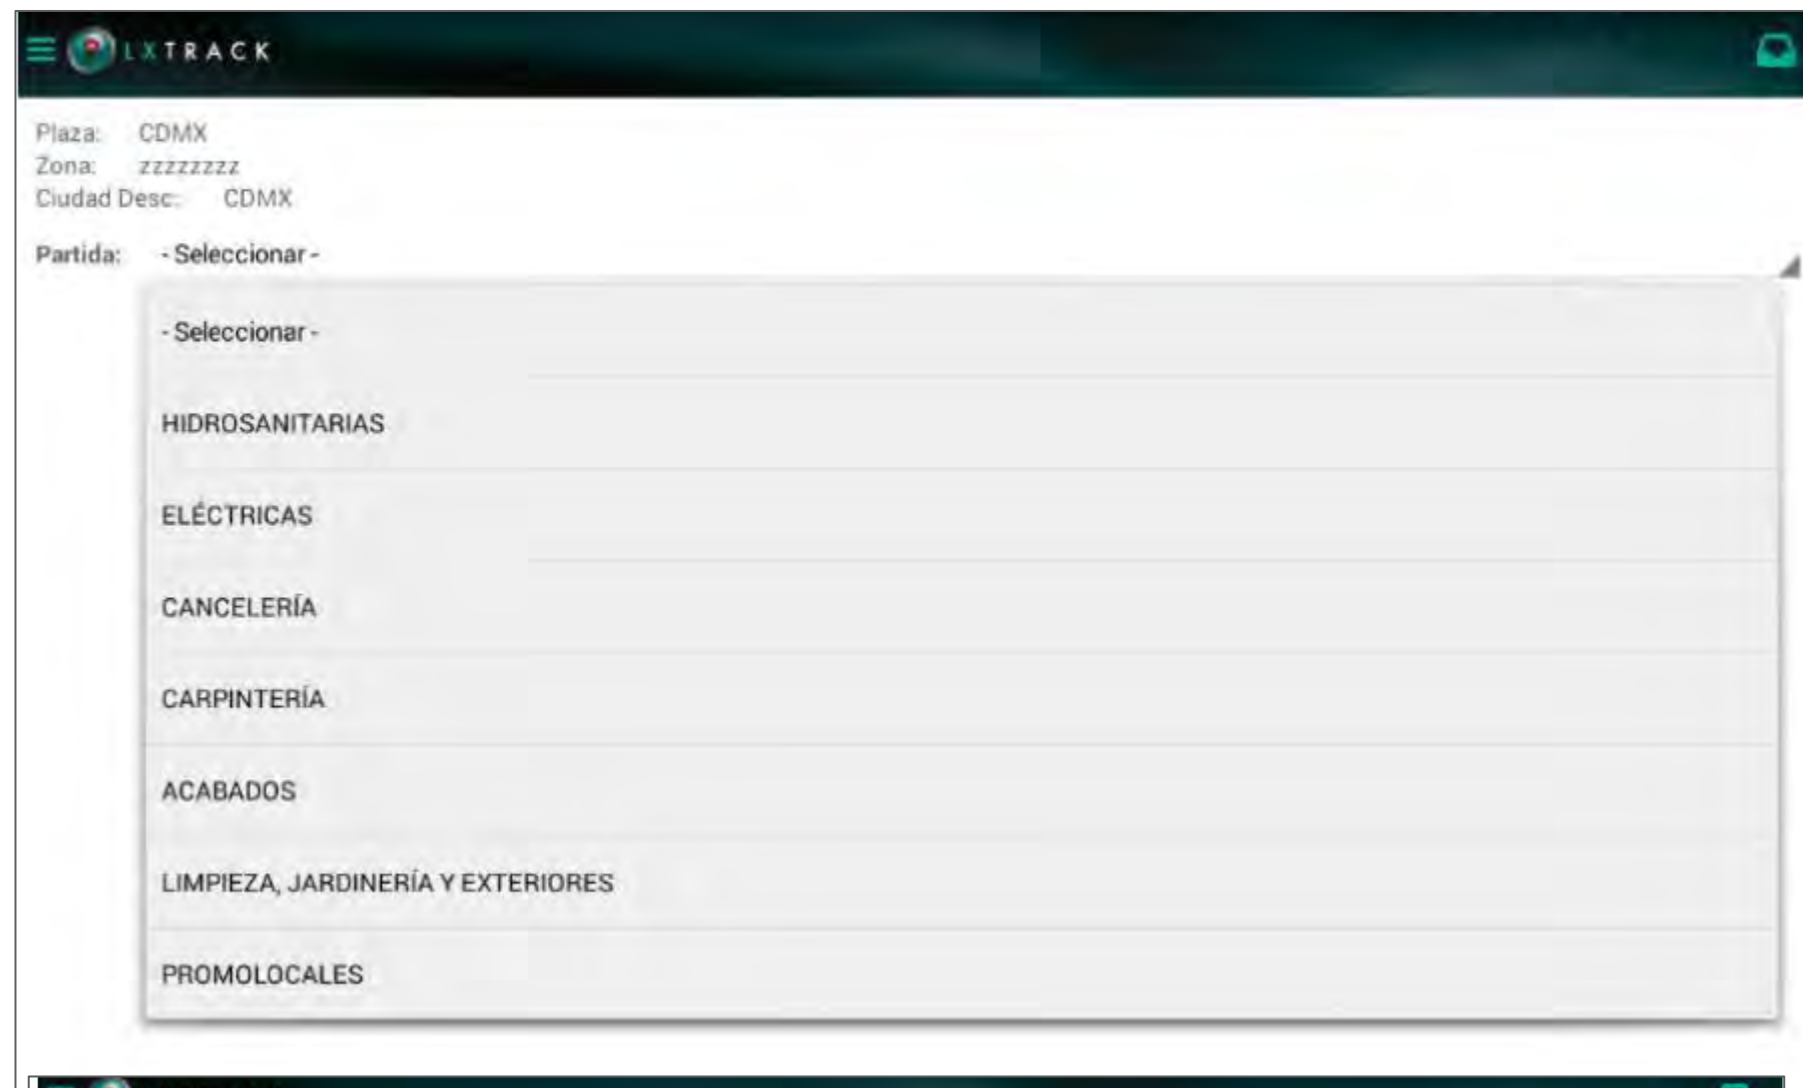 LXTRACK
Plaza: CDMX
Zona: zzzzzzzz
Ciudad Desc: CDMX
Partida: - Seleccionar -
- Seleccionar -
HIDROSANITARIAS
ELÉCTRICAS
CANCELERÍA
CARPINTERÍA
ACABADOS
LIMPIEZA, JARDINERÍA Y EXTERIORES
PROMOLOCALES